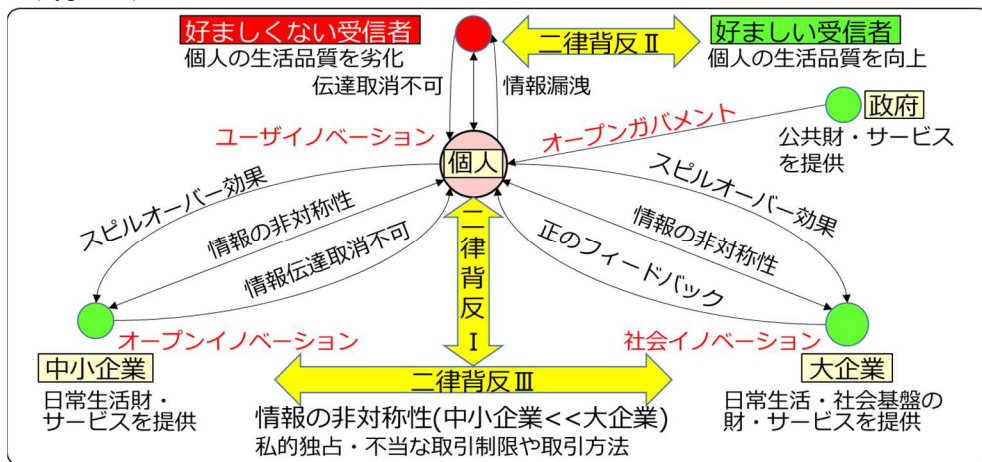 好ましくない受信者
個人の生活品質を劣化
二律背反Ⅱ
好ましい受信者
個人の生活品質を向上
伝達取消不可
情報漏洩
政府
公共財・サービス
を提供
オープンガバメント
ユーザイノベーション
個人
スピルオーバー効果
情報の非対称性
情報伝達取消不可
二律背反Ⅰ
スピルオーバー効果
情報の非対称性
正のフィードバック
オープンイノベーション
社会イノベーション
中小企業
日常生活財・
サービスを提供
二律背反Ⅲ
情報の非対称性(中小企業<<大企業)
私的独占・不当な取引制限や取引方法
大企業
日常生活・社会基盤の
財・サービスを提供